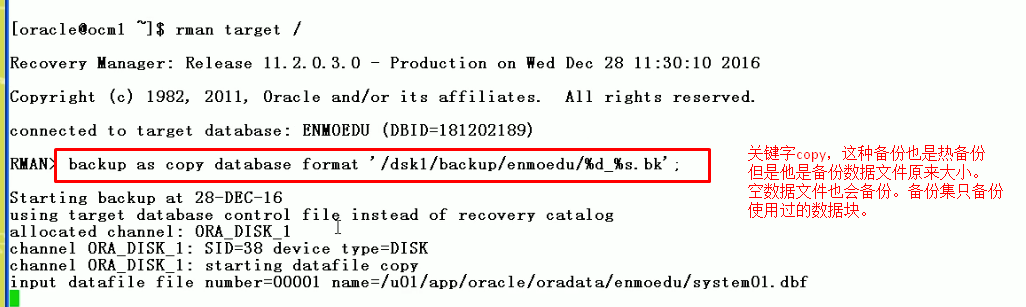 [oracle@ocm1 ~]$ rman target /
Recovery Manager: Release 11.2.0.3.0 - Production on Wed Dec 28 11:30:10 2016
Copyright (c) 1982, 2011, Oracle and/or its affiliates.  All rights reserved.
connected to target database: ENMOEDU (DBID=181202189)
RMAN> backup as copy database format '/dsk1/backup/enmoedu/%d_%s.bk';
关键字copy，这种备份也是热备份
但是他是备份数据文件原来大小。
空数据文件也会备份。备份集只备份
使用过的数据块。
Starting backup at 28-DEC-16
using target database control file instead of recovery catalog
allocated channel: ORA_DISK_1
channel ORA_DISK_1: SID=38 device type=DISK
channel ORA_DISK_1: starting datafile copy
input datafile file number=00001 name=/u01/app/oracle/oradata/enmoedu/system01.dbf